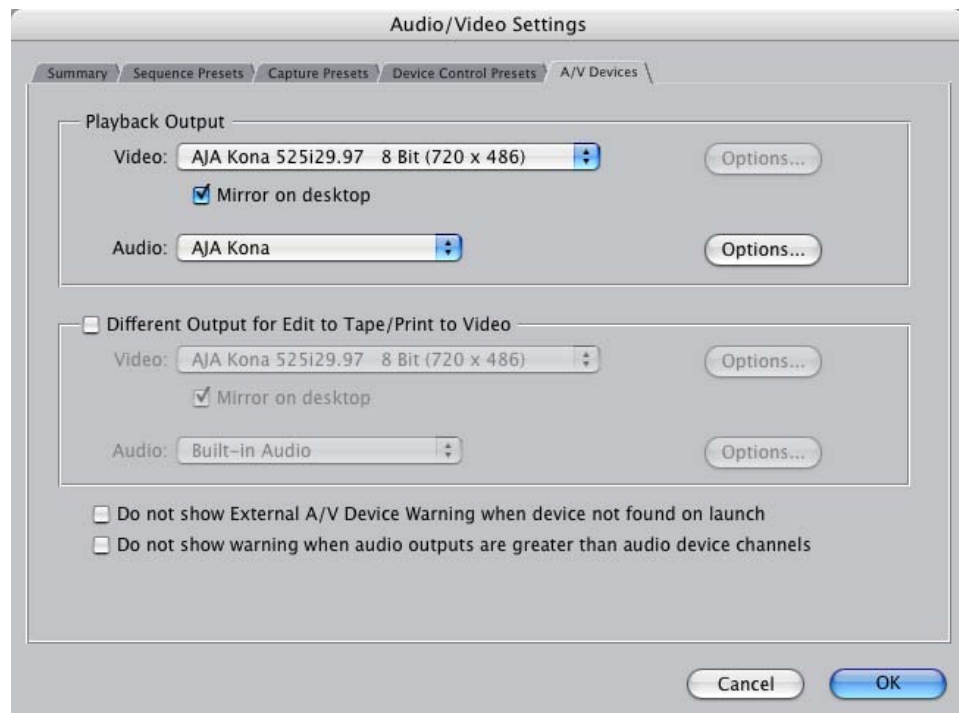 Audio/Video Settings
Summary Sequence Presets Capture Presets Device Control Presets A/V Devices
Playback Output
Video: AJA Kona 525i29.97 8 Bit (720 x 486) Options...
Mirror on desktop
Audio: AJA Kona Options...
Different Output for Edit to Tape/Print to Video
Video: AJA Kona 525i29.97 8 Bit (720 x 486) Options...
Mirror on desktop
Audio: Built-in Audio Options...
Do not show External A/V Device Warning when device not found on launch
Do not show warning when audio outputs are greater than audio device channels
Cancel OK